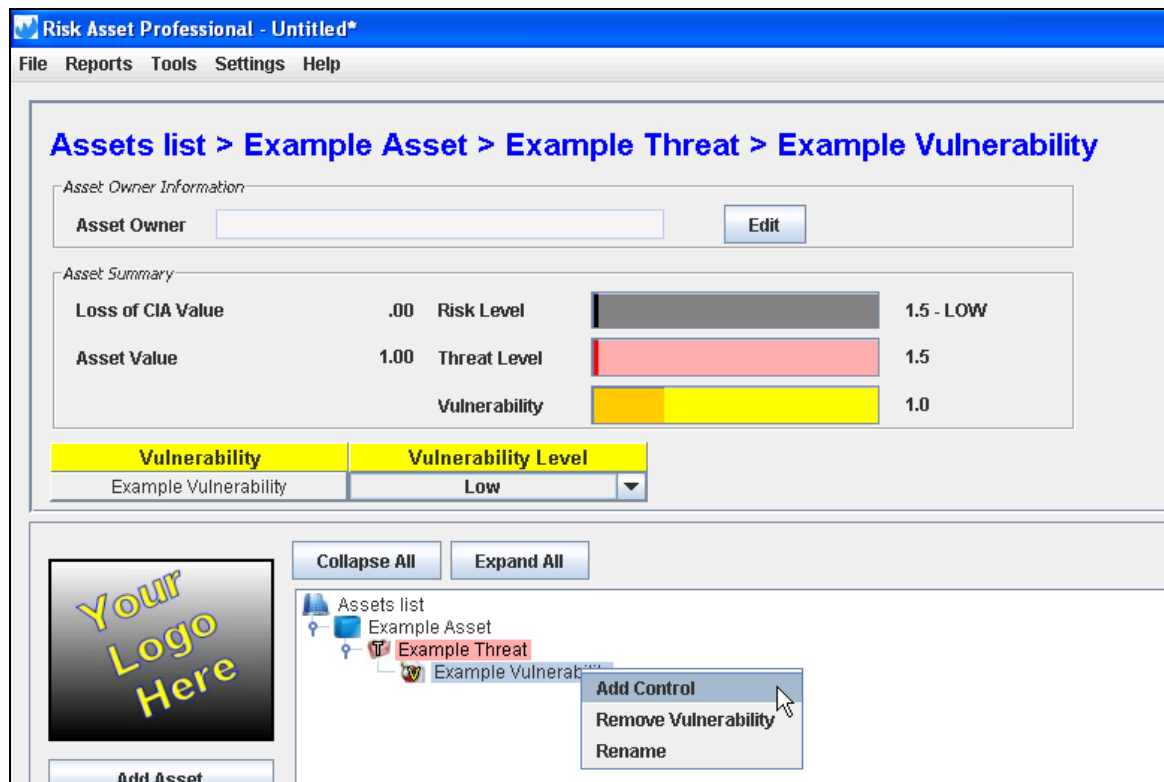 Risk Asset Professional - Untitled*
File Reports Tools Settings Help
Assets list > Example Asset > Example Threat > Example Vulnerability
Asset Owner Information
Asset Owner Edit
Asset Summary
Loss of CIA Value .00 Risk Level 1.5 - LOW
Asset Value 1.00 Threat Level 1.5
Vulnerability 1.0
Vulnerability Vulnerability Level
Example Vulnerability Low
Collapse All Expand All
Your
Logo
Here
Assets list
Example Asset
T Example Threat
V Example Vulnerabilit
Add Control
Remove Vulnerability
Rename
Add Asset